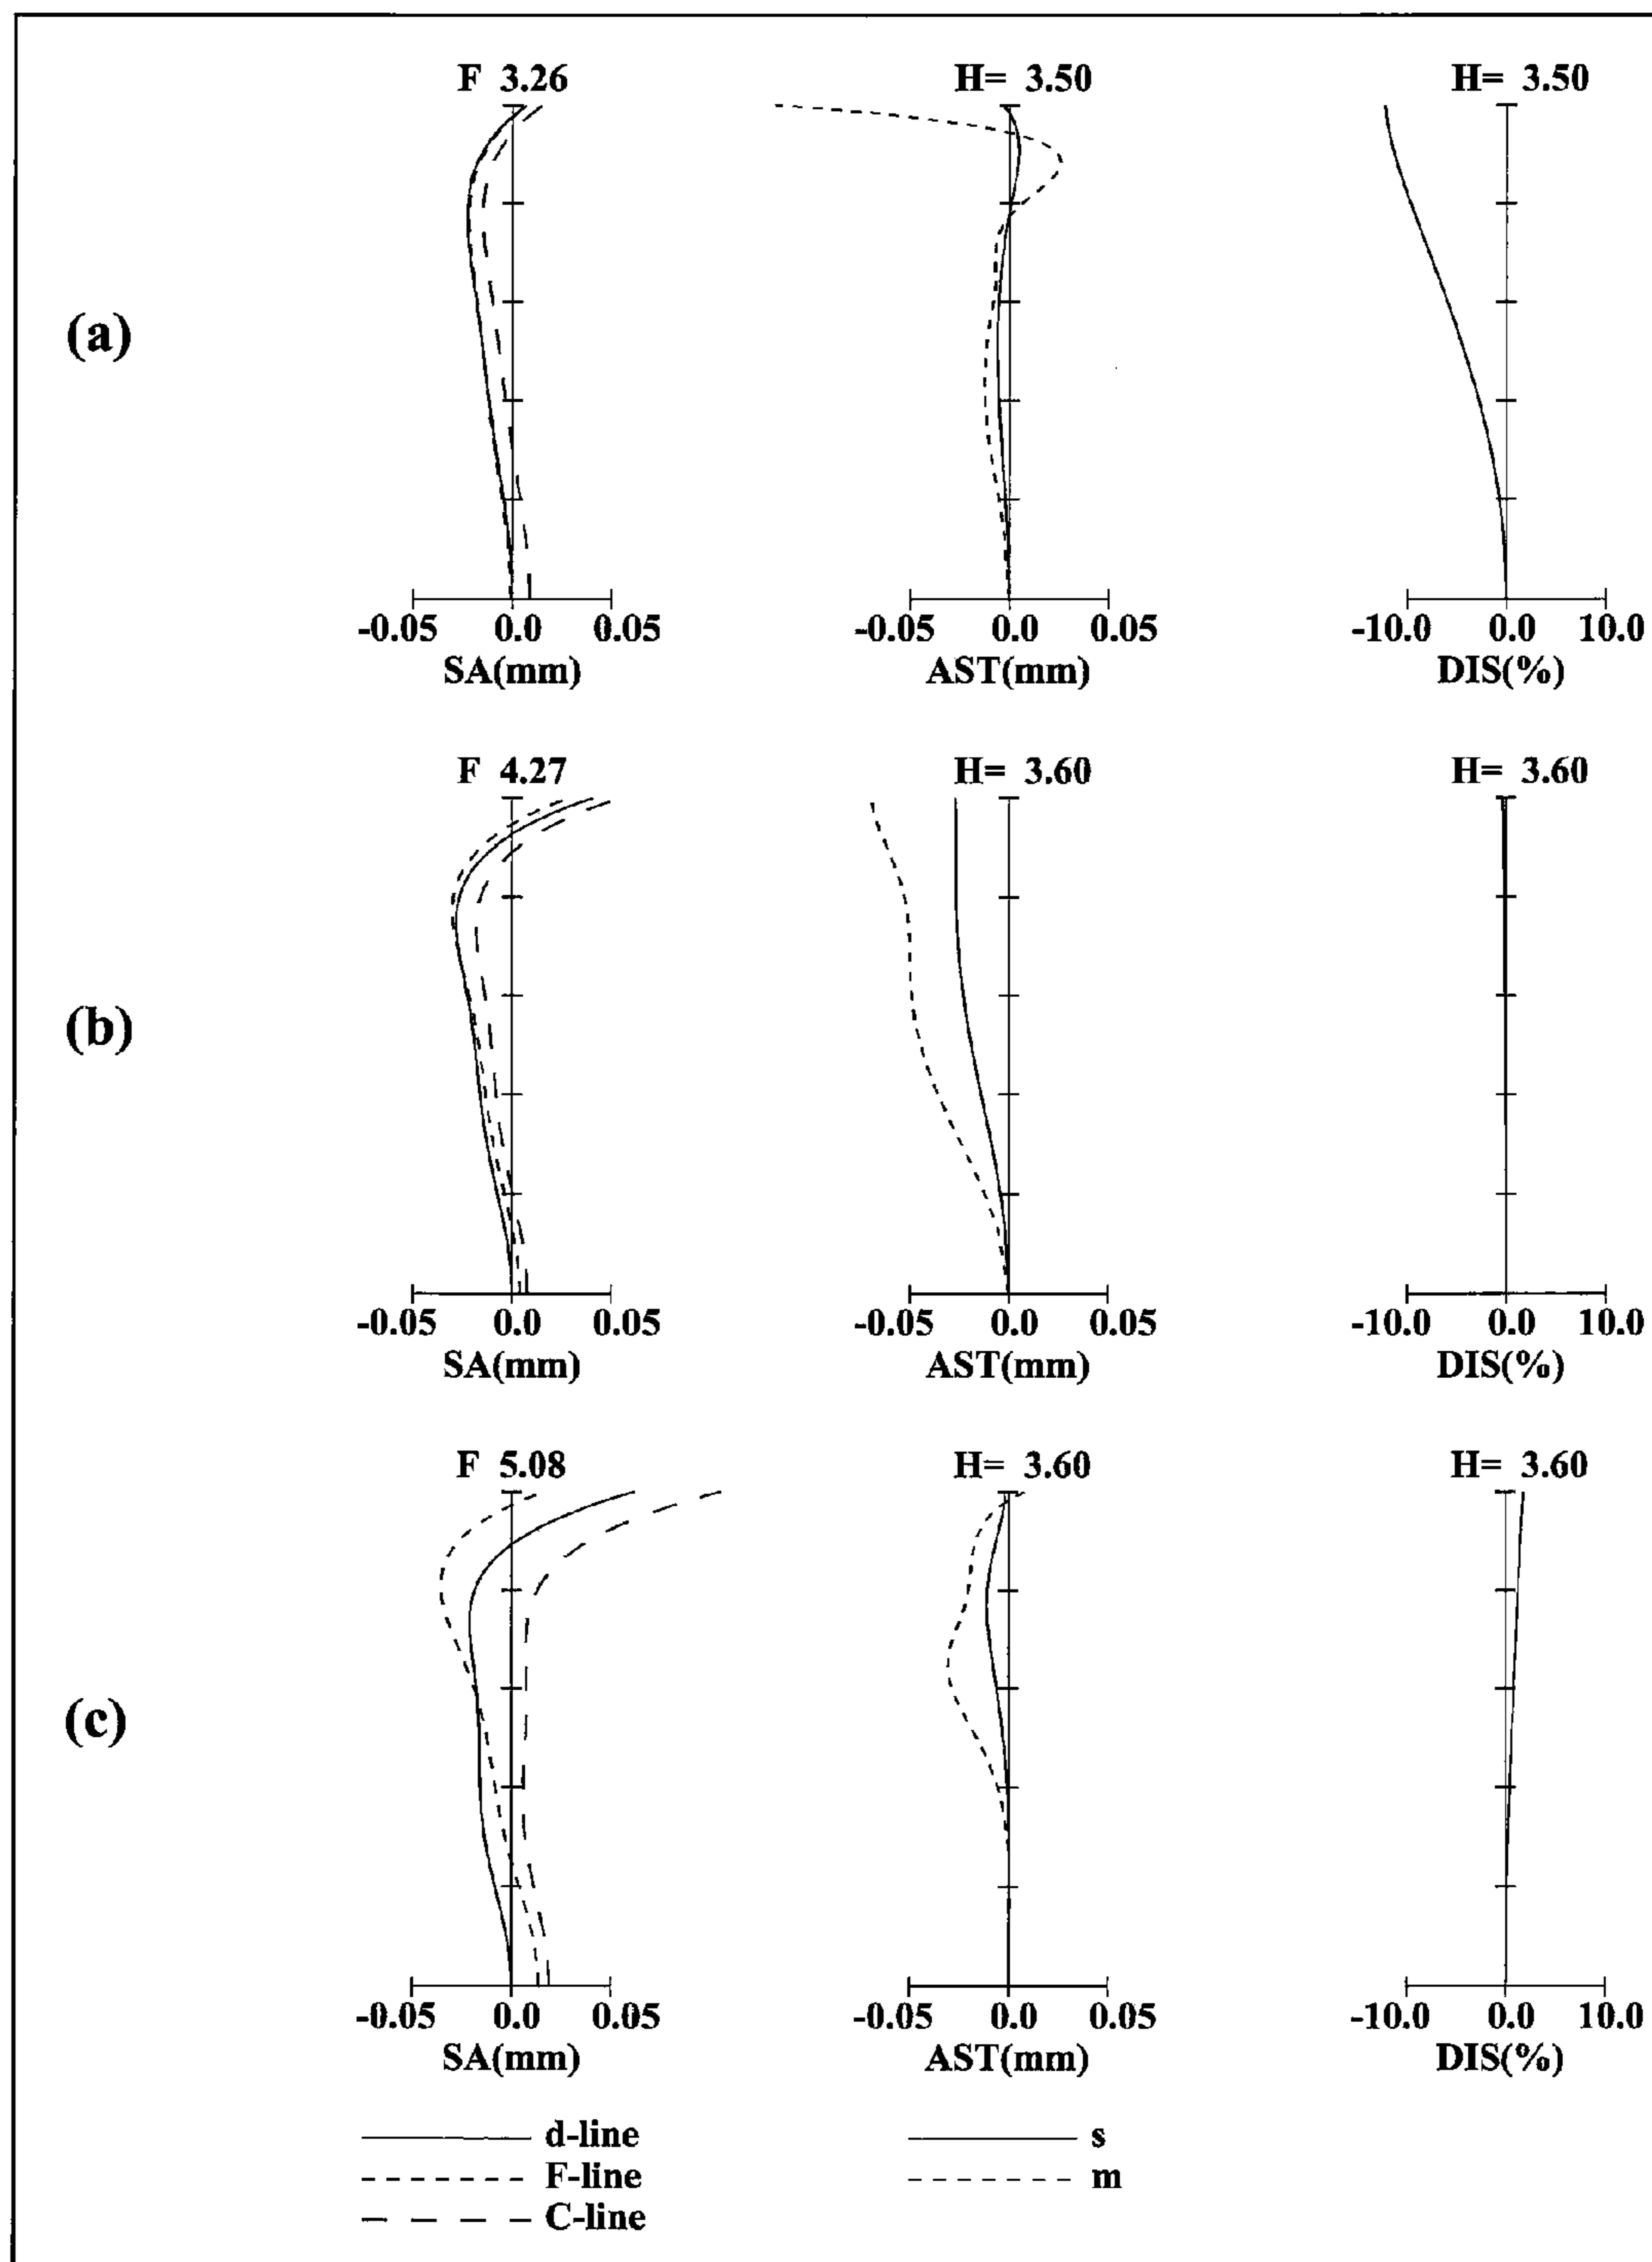 F 3.26 H= 3.50 H= 3.50
(a)
-0.05 0.0 0.05 -0.05 0.0 0.05 -10.0 0.0 10.0
SA(mm) AST(mm) DIS(%)
F 4.27 H= 3.60 H= 3.60
(b)
-0.05 0.0 0.05 -0.05 0.0 0.05 -10.0 0.0 10.0
SA(mm) AST(mm) DIS(%)
F 5.08 H= 3.60 H= 3.60
(c)
-0.05 0.0 0.05 -0.05 0.0 0.05 -10.0 0.0 10.0
SA(mm) AST(mm) DIS(%)
d-line s
F-line m
C-line